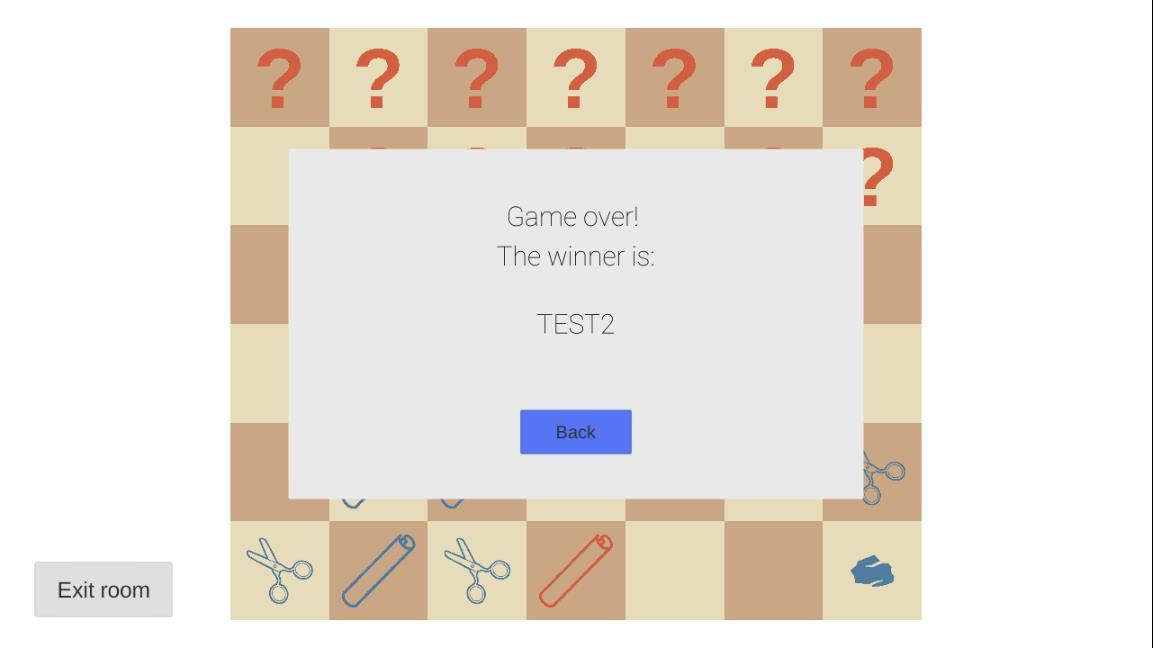 ? ? ? ? ? ? ?
?
Game over!
The winner is:
TEST2
Back
Exit room